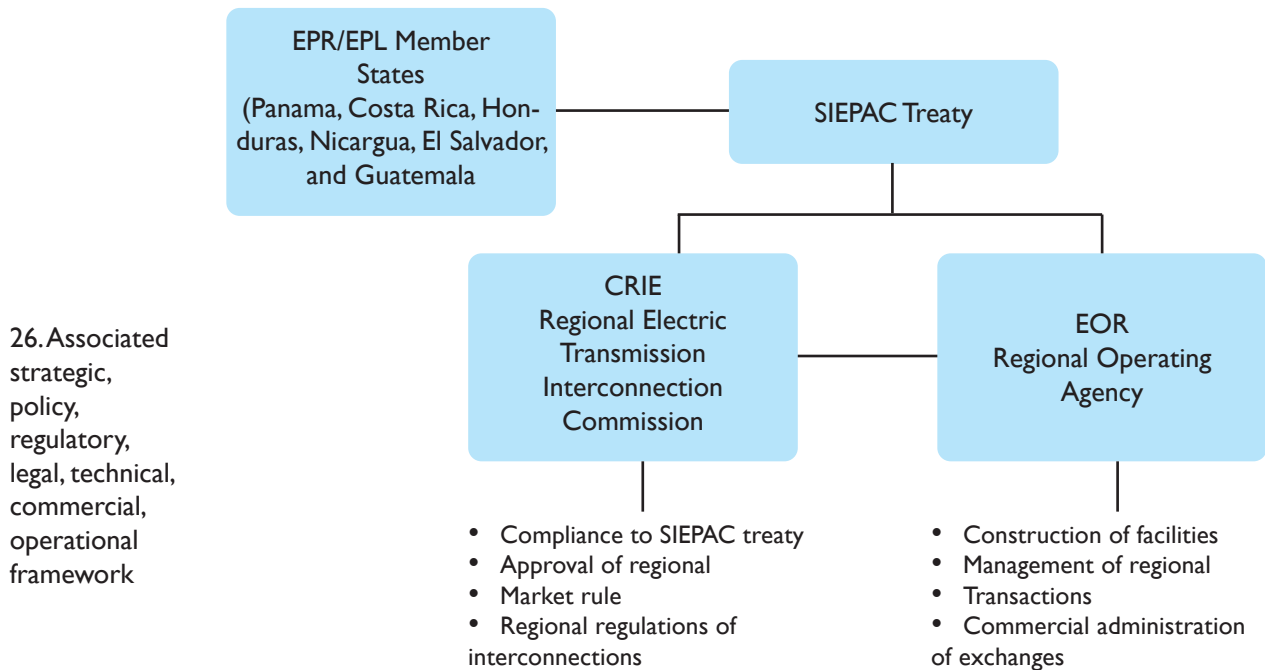 EPR/EPL Member
States
(Panama, Costa Rica, Hon-
duras, Nicargua, El Salvador,
and Guatemala
SIEPAC Treaty
CRIE
Regional Electric
Transmission
Interconnection
Commission
EOR
Regional Operating
Agency
26. Associated
strategic,
policy,
regulatory,
legal, technical,
commercial,
operational
framework
• Compliance to SIEPAC treaty
• Approval of regional
• Market rule
• Regional regulations of
interconnections
• Construction of facilities
• Management of regional
• Transactions
• Commercial administration
of exchanges